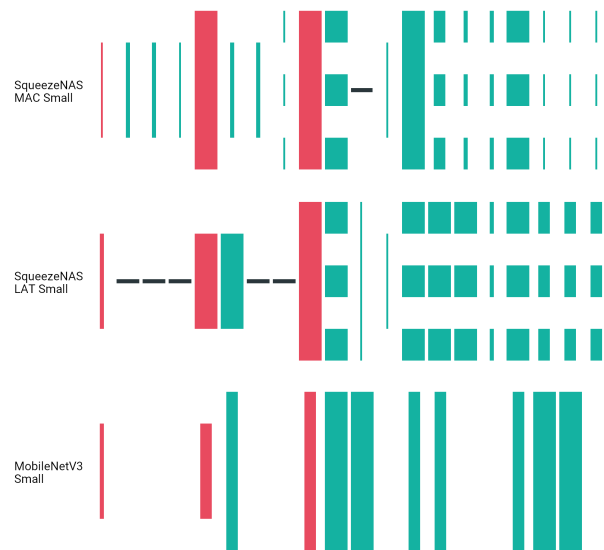 SqueezeNAS
MAC Small
SqueezeNAS
LAT Small
MobileNetV3
Small